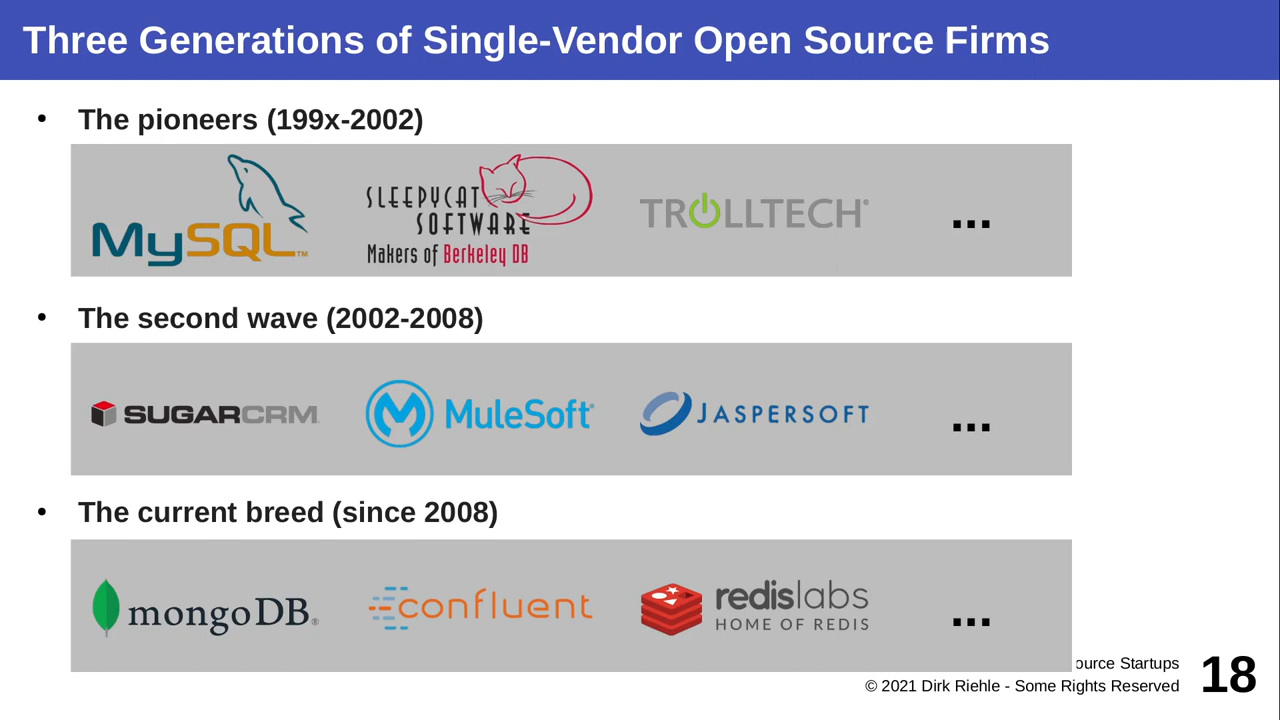 Three Generations of Single-Vendor Open Source Firms
• The pioneers (199x-2002)
MySQL™
SLEEPYCAT
SOFTWARE
Makers of Berkeley DB
TROLLTECH®
...
• The second wave (2002-2008)
SUGARCRM
MuleSoft®
JASPERSOFT
...
• The current breed (since 2008)
mongoDB®
confluent
redislabs
HOME OF REDIS
...
Startups
© 2021 Dirk Riehle - Some Rights Reserved
18